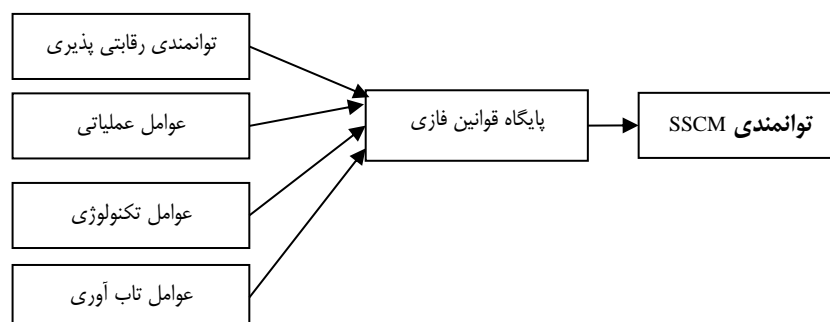 توانمندی رقابتی پذیری
عوامل عملیاتی
عوامل تکنولوژی
عوامل تاب آوری
پایگاه قوانین فازی
توانمندی SSCM